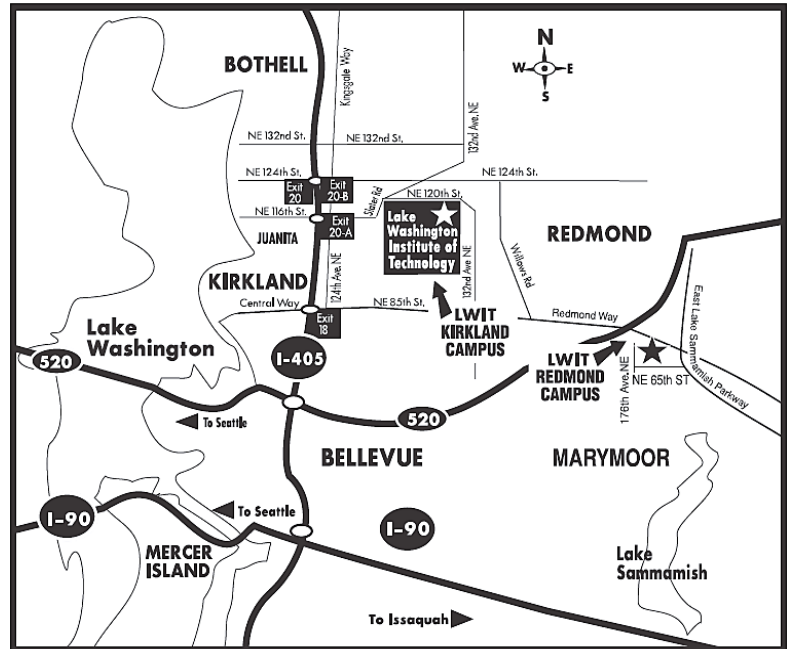 N
W
E
S
BOTHELL
Kingsgate Way
132nd Ave. NE
NE 132nd St.
NE 132nd St.
NE 124th St.
NE 124th St.
Exit
20
Exit
20-B
Slater Rd
NE 120th St.
NE 116th St.
Exit
20-A
JUANITA
Lake
Washington
Institute of
Technology
132nd Ave NE
Willows Rd
REDMOND
KIRKLAND
124th Ave. NE
Central Way
NE 85th St.
Exit
18
LWIT
KIRKLAND
CAMPUS
Redmond Way
East Lake Sammamish Parkway
Lake
Washington
520
I-405
LWIT
REDMOND
CAMPUS
176th Ave. NE
NE 65th ST
To Seattle
520
BELLEVUE
MARYMOOR
I-90
To Seattle
I-90
MERCER
ISLAND
Lake
Sammamish
To Issaquah